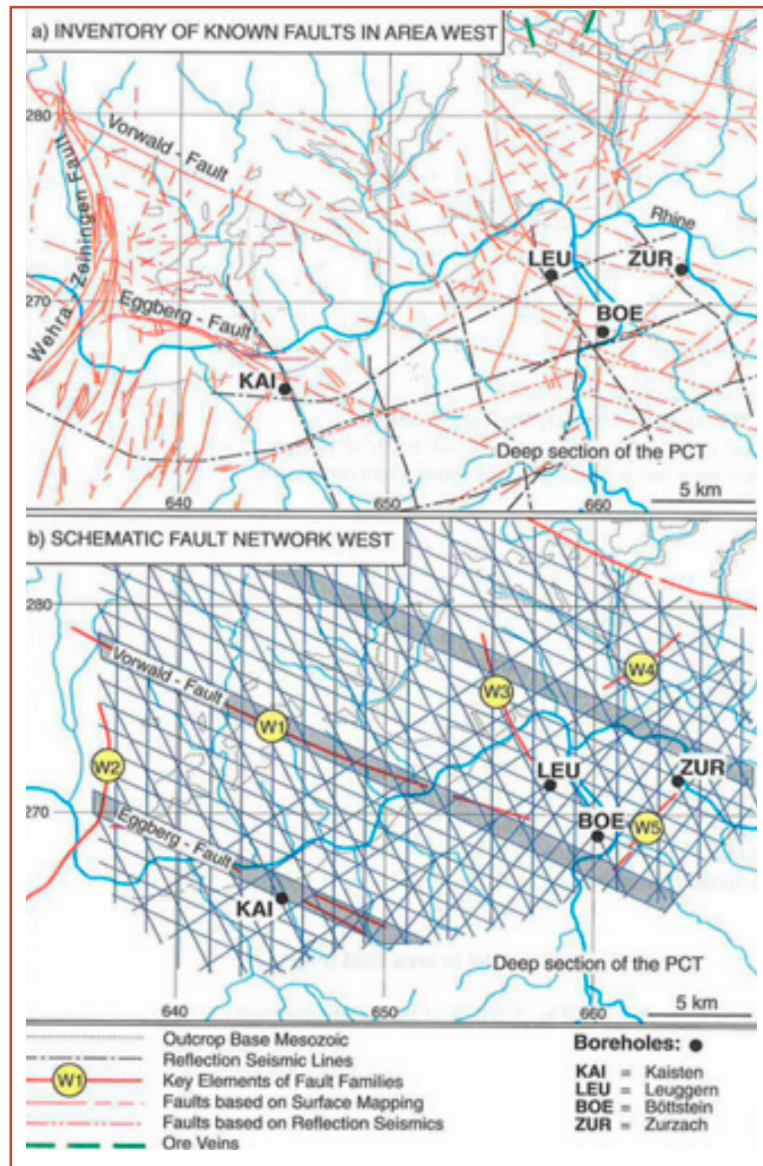 a) INVENTORY OF KNOWN FAULTS IN AREA WEST
280
Vorwald - Fault
Wehra Zeiningen Fault
Rhine
LEU
ZUR
270
Eggberg - Fault
BOE
KAI
Deep section of the PCT
640
650
660
5 km
b) SCHEMATIC FAULT NETWORK WEST
280
Vorwald - Fault
W4
W3
W1
W2
LEU
ZUR
270
Eggberg - Fault
BOE
W5
KAI
Deep section of the PCT
640
650
660
5 km
Outcrop Base Mesozoic
Reflection Seismic Lines
W1 Key Elements of Fault Families
Faults based on Surface Mapping
Faults based on Reflection Seismics
Ore Veins
Boreholes: ●
KAI = Kaisten
LEU = Leuggern
BOE = Böttstein
ZUR = Zurzach